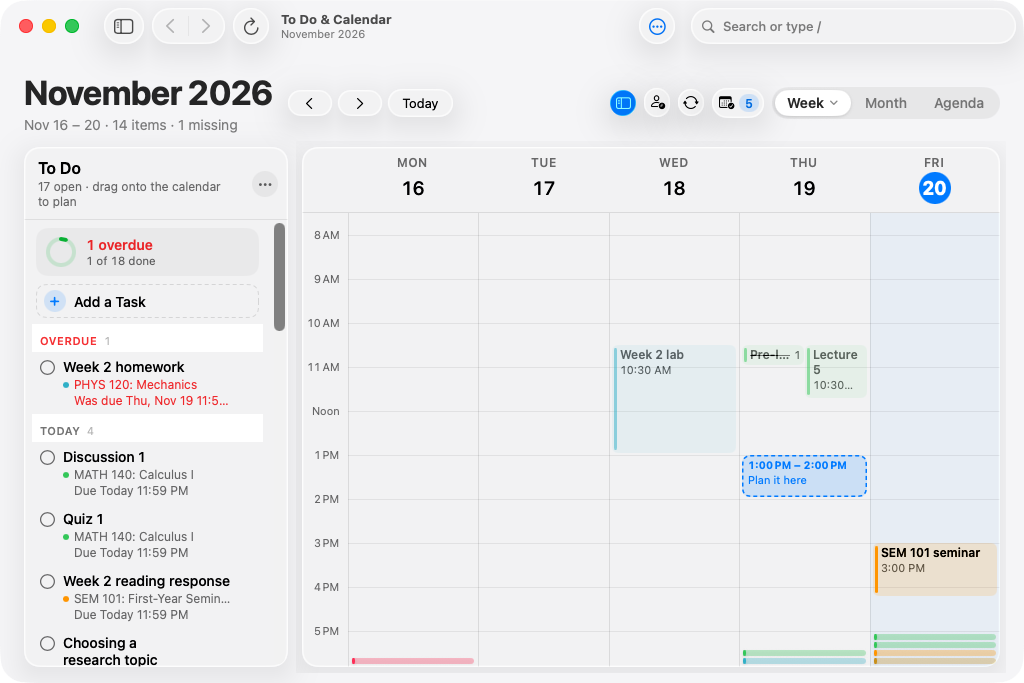 To Do & Calendar
November 2026
Search or type /
November 2026
Today
5
Week
Month
Agenda
Nov 16 – 20 · 14 items · 1 missing
To Do
17 open · drag onto the calendar
to plan
1 overdue
1 of 18 done
Add a Task
OVERDUE 1
Week 2 homework
PHYS 120: Mechanics
Was due Thu, Nov 19 11:5...
TODAY 4
Discussion 1
MATH 140: Calculus I
Due Today 11:59 PM
Quiz 1
MATH 140: Calculus I
Due Today 11:59 PM
Week 2 reading response
SEM 101: First-Year Semin...
Due Today 11:59 PM
Choosing a
research topic
MON
16
TUE
17
WED
18
THU
19
FRI
20
8 AM
9 AM
10 AM
11 AM
Noon
1 PM
2 PM
3 PM
4 PM
5 PM
Week 2 lab
10:30 AM
Pre-l... 1
Lecture
5
10:30...
1:00 PM – 2:00 PM
Plan it here
SEM 101 seminar
3:00 PM